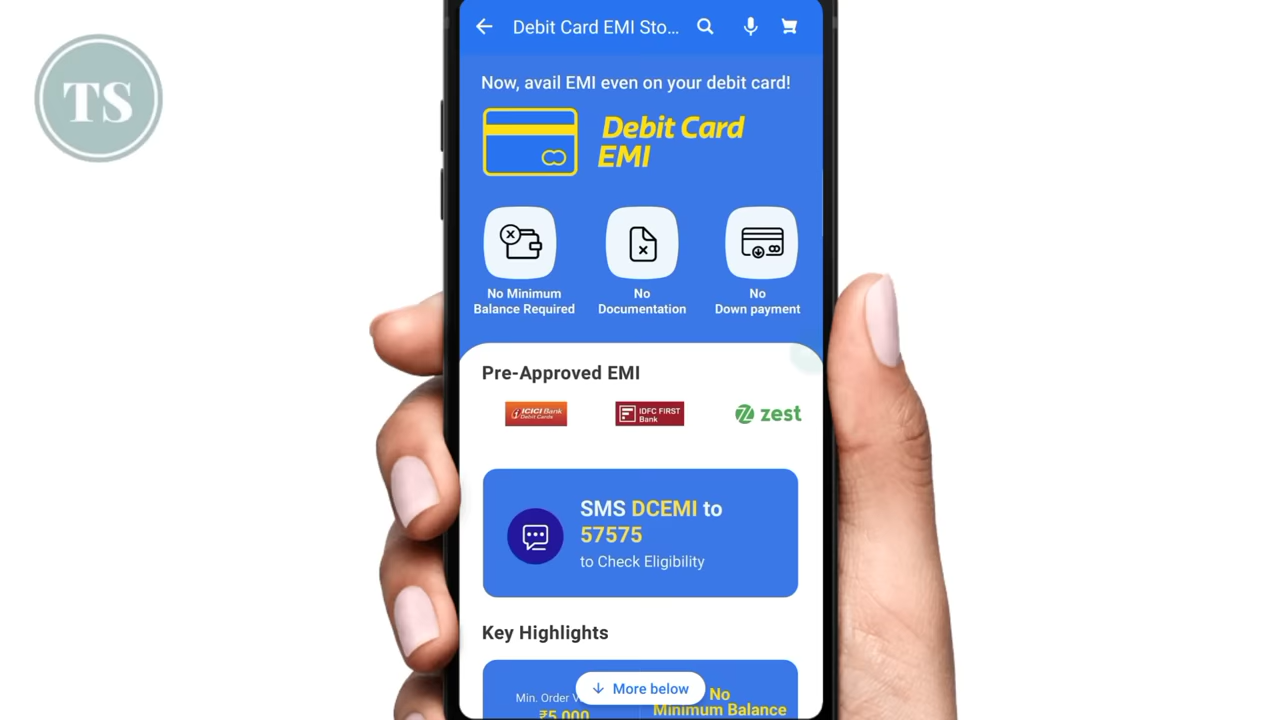 TS
Debit Card EMI Sto...
Now, avail EMI even on your debit card!
Debit Card
EMI
No Minimum
Balance Required
No
Documentation
No
Down payment
Pre-Approved EMI
ICICI Bank
Debit Cards
IDFC FIRST
Bank
zest
SMS DCEMI to
57575
to Check Eligibility
Key Highlights
Min. Order
₹5,000
No
Minimum Balance
More below